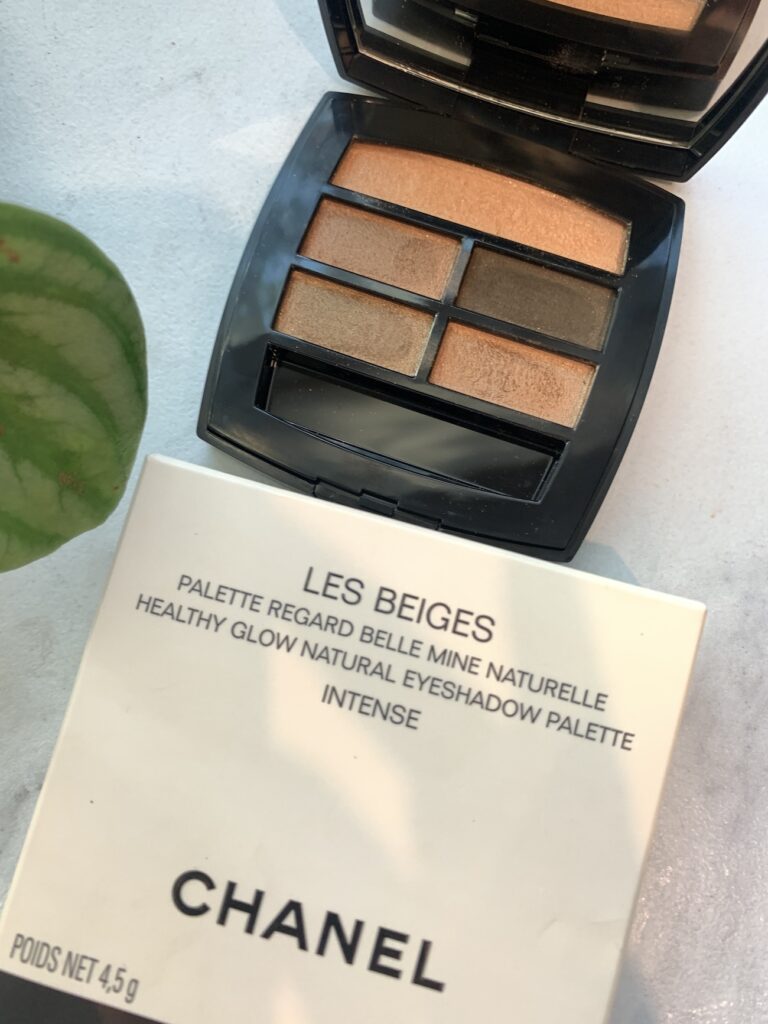 LES BEIGES
PALETTE REGARD BELLE MINE NATURELLE
HEALTHY GLOW NATURAL EYESHADOW PALETTE
INTENSE
CHANEL
POIDS NET 4,5 g